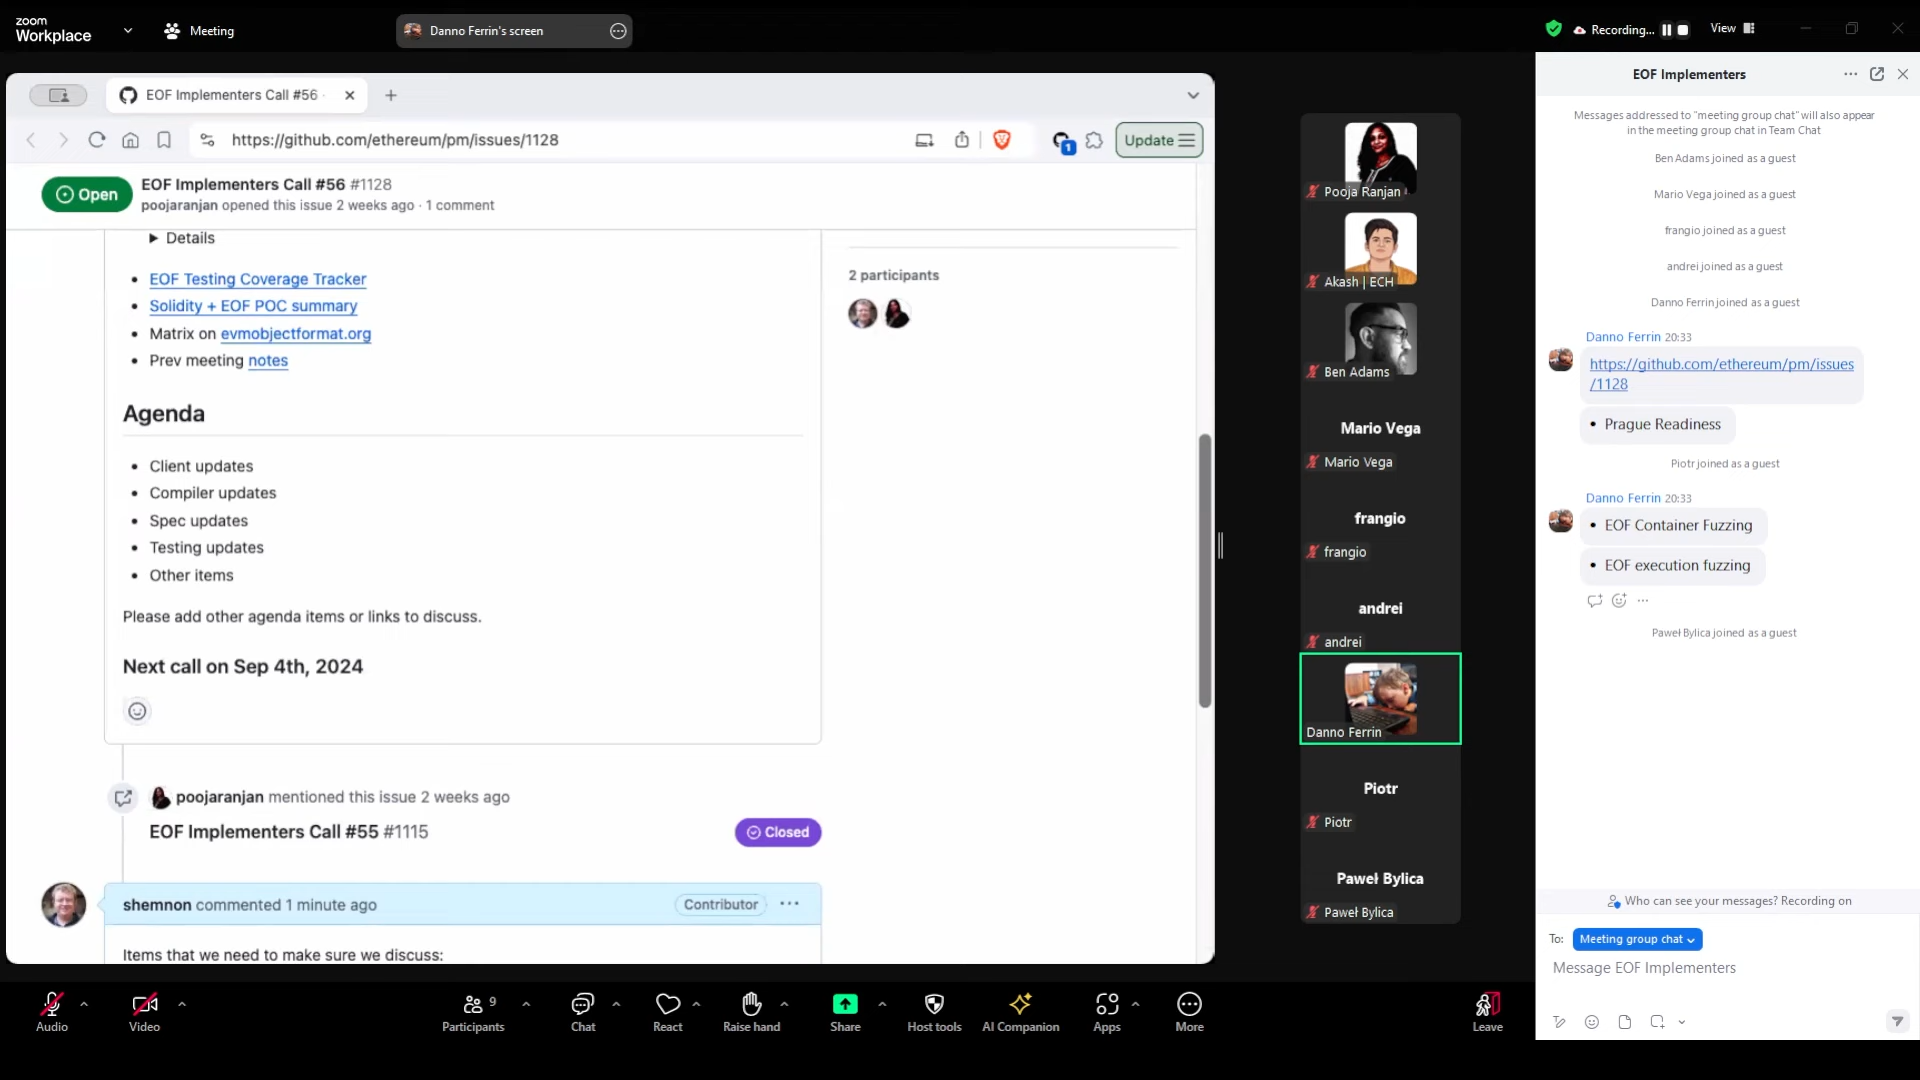 zoom
Workplace
Meeting
Danno Ferrin's screen
Recording...
View
EOF Implementers Call #56 ·
https://github.com/ethereum/pm/issues/1128
1
Update
Open
EOF Implementers Call #56 #1128
poojaranjan opened this issue 2 weeks ago · 1 comment
Details
EOF Testing Coverage Tracker
Solidity + EOF POC summary
Matrix on evmobjectformat.org
Prev meeting notes
Agenda
Client updates
Compiler updates
Spec updates
Testing updates
Other items
Please add other agenda items or links to discuss.
Next call on Sep 4th, 2024
2 participants
poojaranjan mentioned this issue 2 weeks ago
EOF Implementers Call #55 #1115
Closed
shemnon commented 1 minute ago
Contributor
Items that we need to make sure we discuss:
Pooja Ranjan
Akash | ECH
Ben Adams
Mario Vega
Mario Vega
frangio
frangio
andrei
andrei
Danno Ferrin
Piotr
Piotr
Paweł Bylica
Paweł Bylica
EOF Implementers
Messages addressed to “meeting group chat” will also appear
in the meeting group chat in Team Chat
Ben Adams joined as a guest
Mario Vega joined as a guest
frangio joined as a guest
andrei joined as a guest
Danno Ferrin joined as a guest
Danno Ferrin 20:33
https://github.com/ethereum/pm/issues
/1128
• Prague Readiness
Piotr joined as a guest
Danno Ferrin 20:33
• EOF Container Fuzzing
• EOF execution fuzzing
Paweł Bylica joined as a guest
Who can see your messages? Recording on
To: Meeting group chat
Message EOF Implementers
Audio
Video
9
Participants
Chat
React
Raise hand
Share
Host tools
AI Companion
Apps
More
Leave